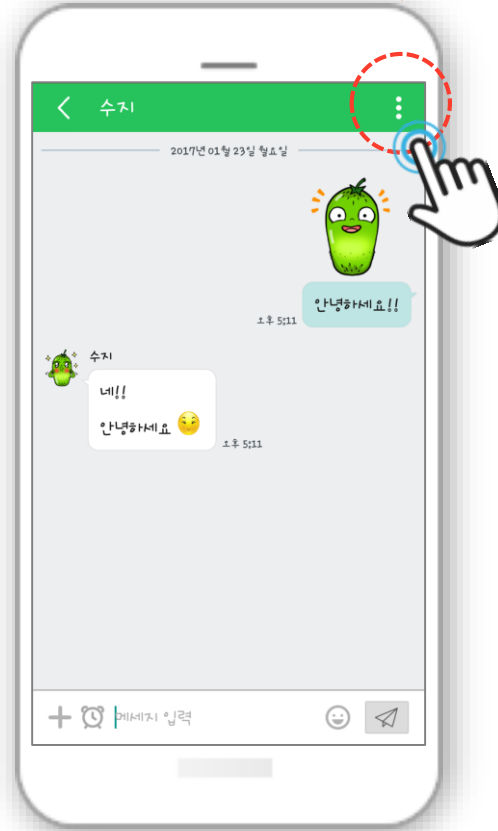 수지
2017년 01월 23일 월요일
안녕하세요!!
오후 5:11
수지
네!!
안녕하세요
오후 5:11
메세지 입력